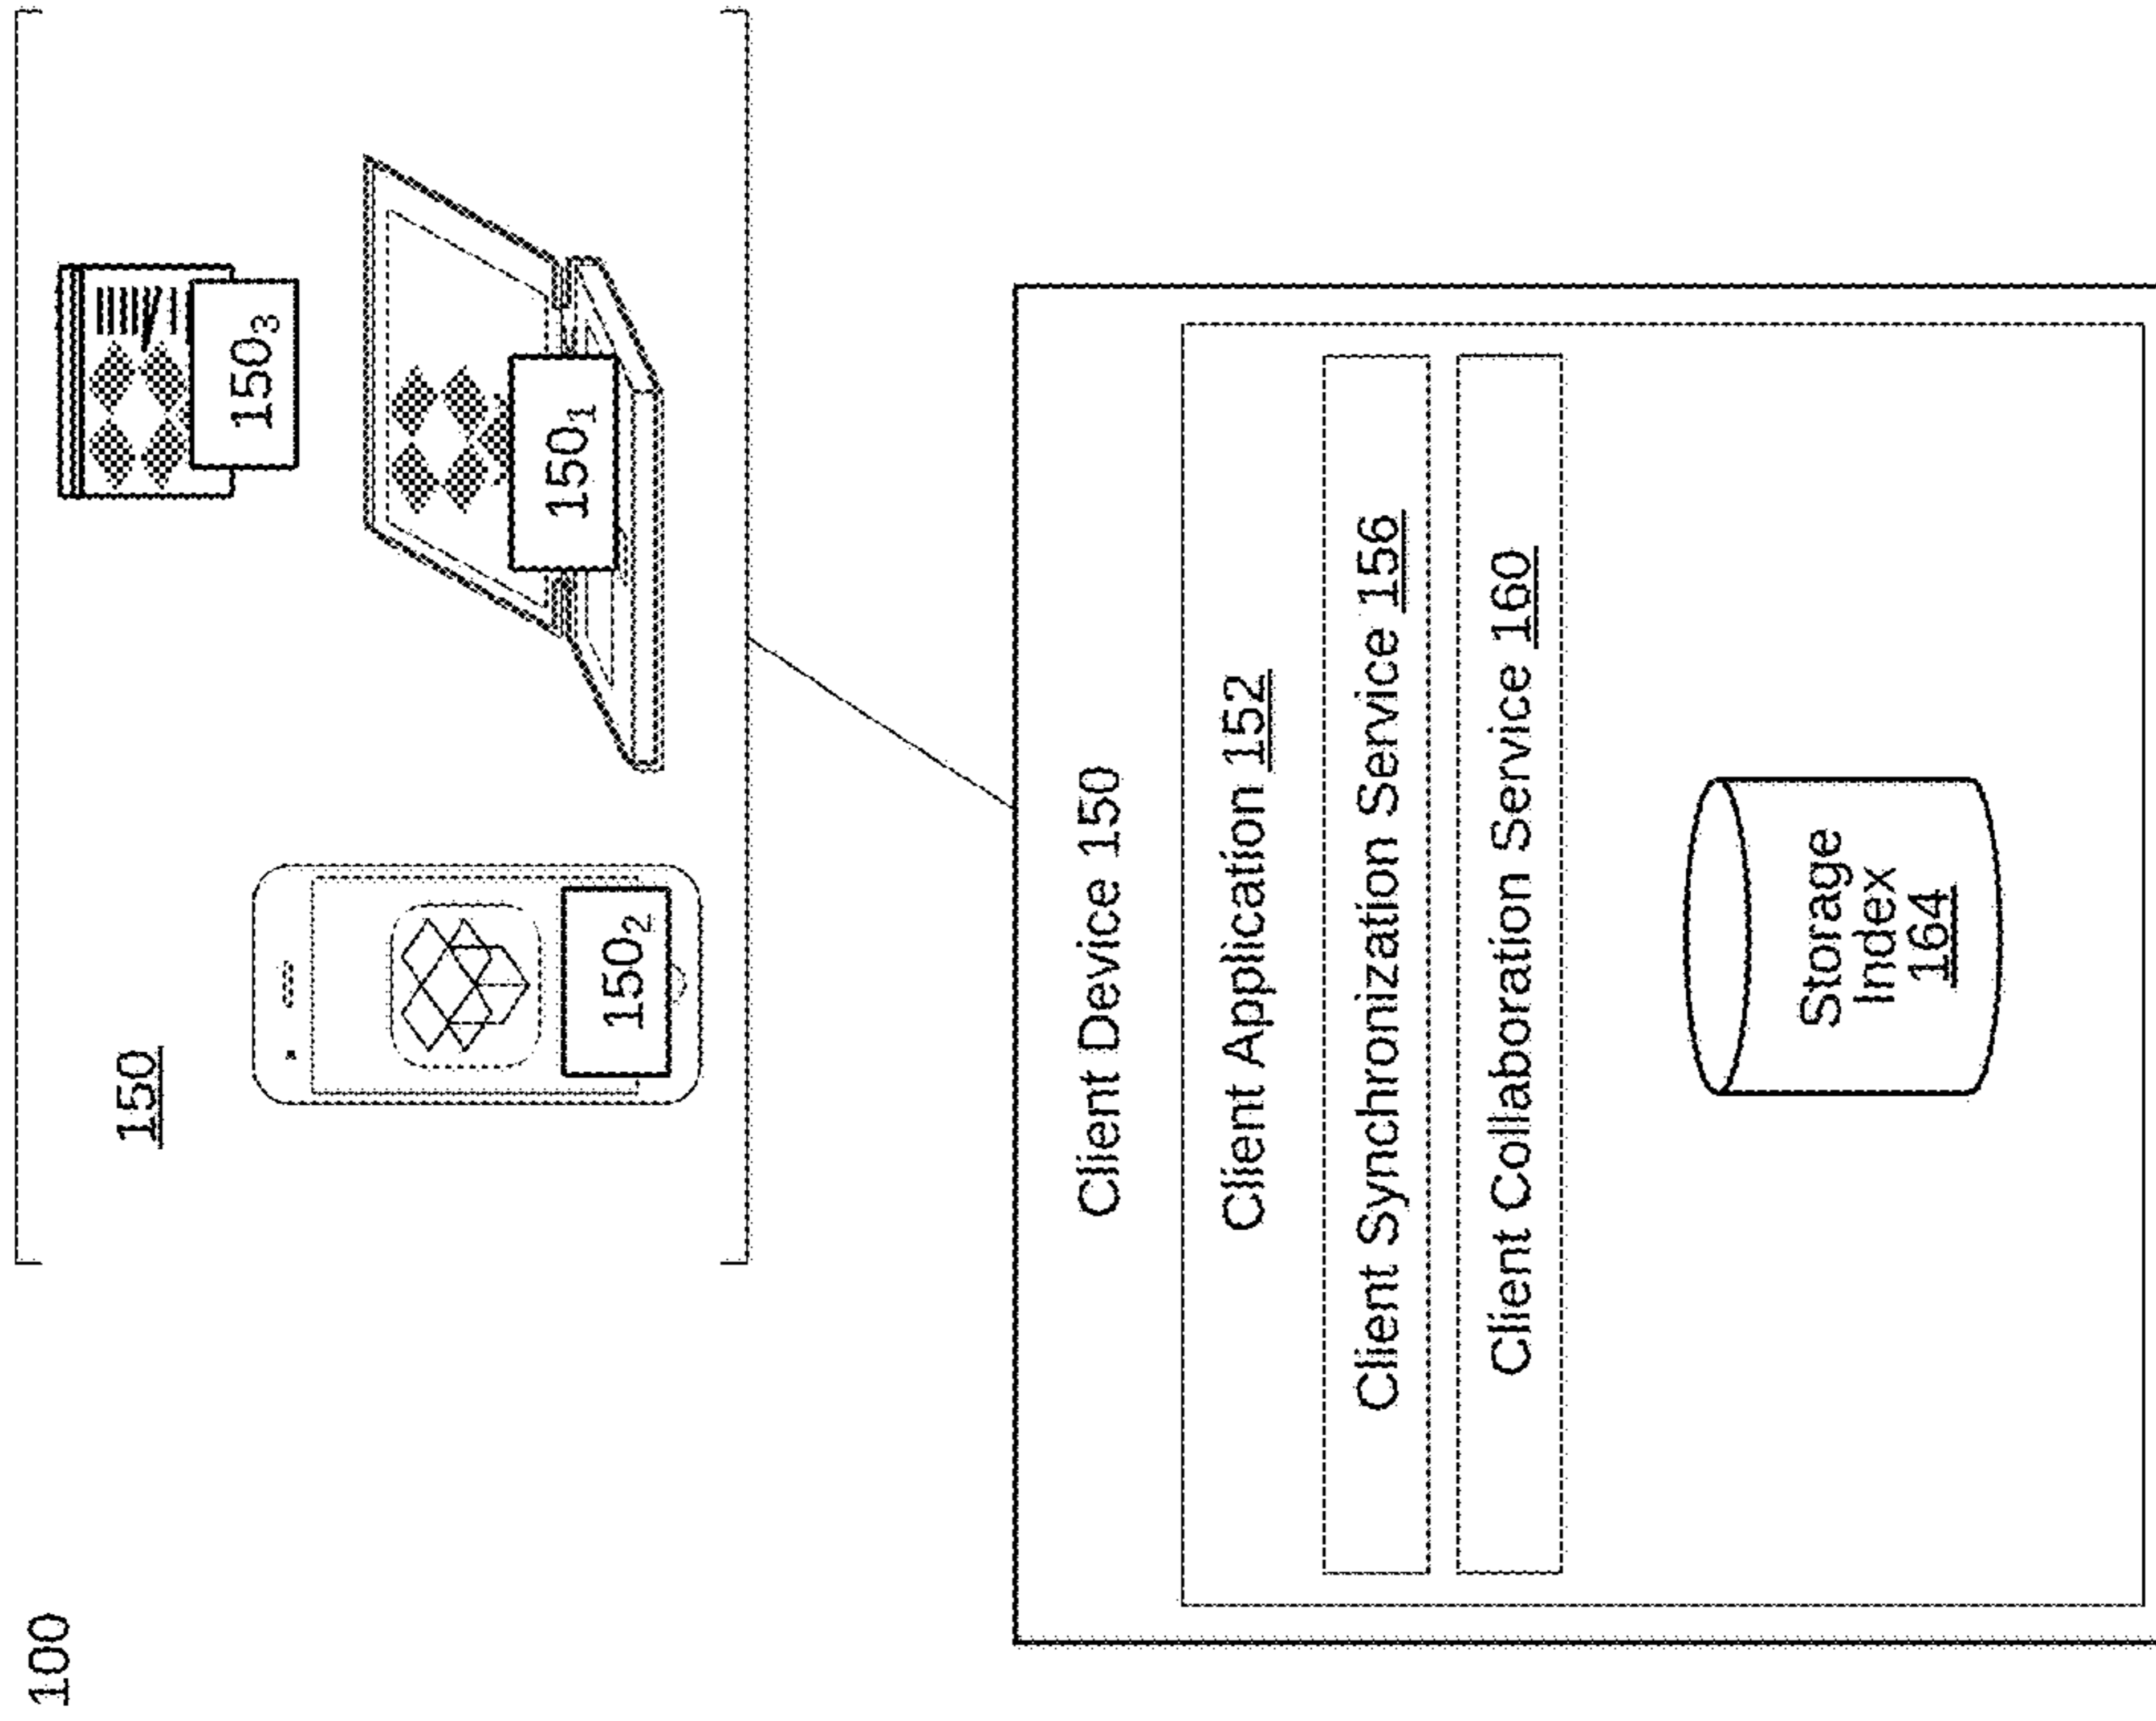 100
150
150₂
150₁
150₃
Client Device 150
Client Application 152
Client Synchronization Service 156
Client Collaboration Service 160
Storage
Index
164